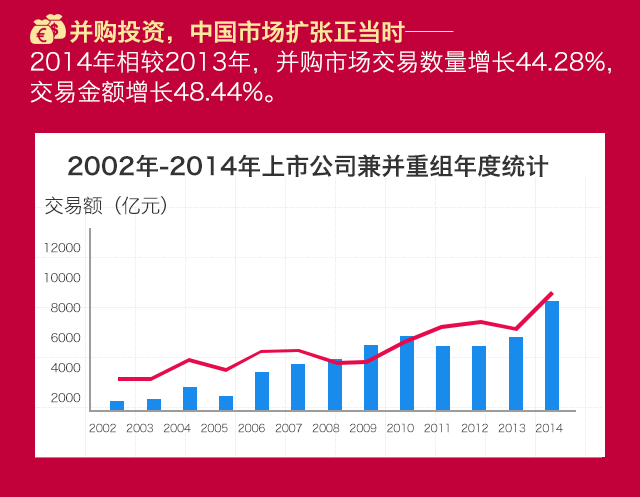 并购投资，中国市场扩张正当时——
2014年相较2013年，并购市场交易数量增长44.28%，
交易金额增长48.44%。
2002年-2014年上市公司兼并重组年度统计
交易额（亿元）
12000
10000
8000
6000
4000
2000
2002 2003 2004 2005 2006 2007 2008 2009 2010 2011 2012 2013 2014